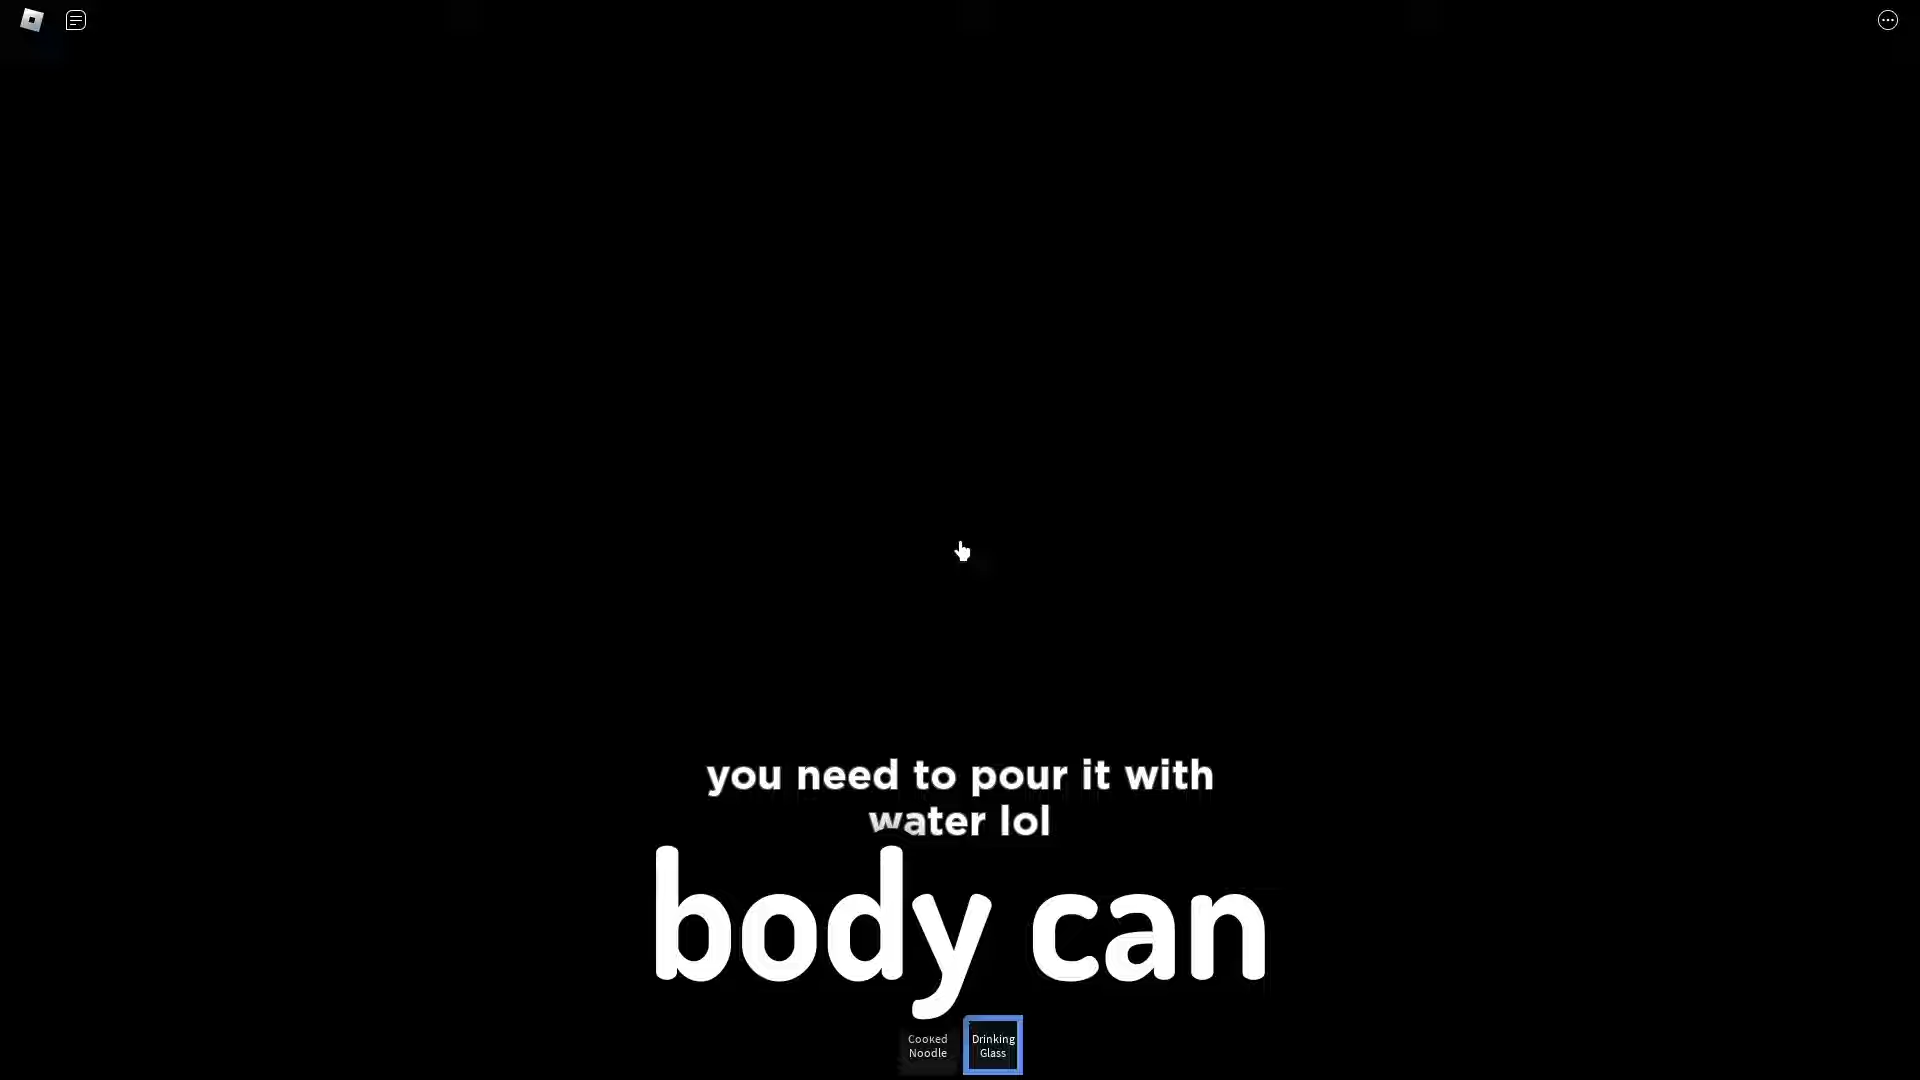 you need to pour it with
water lol
body can
Cooked
Noodle
Drinking
Glass